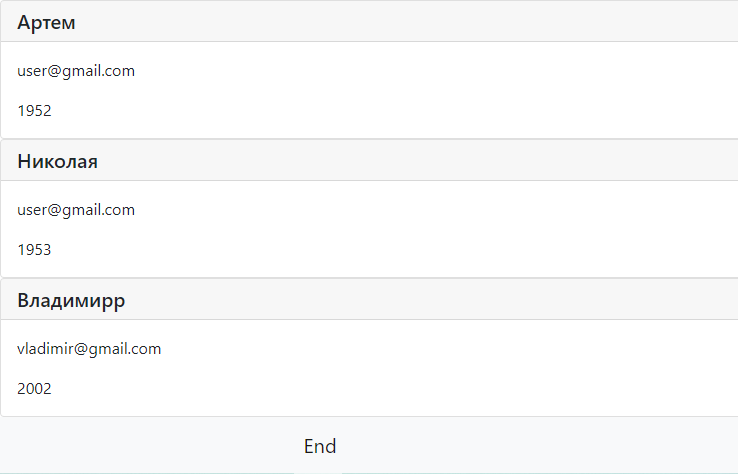 Артем
user@gmail.com
1952
Николая
user@gmail.com
1953
Владимирр
vladimir@gmail.com
2002
End